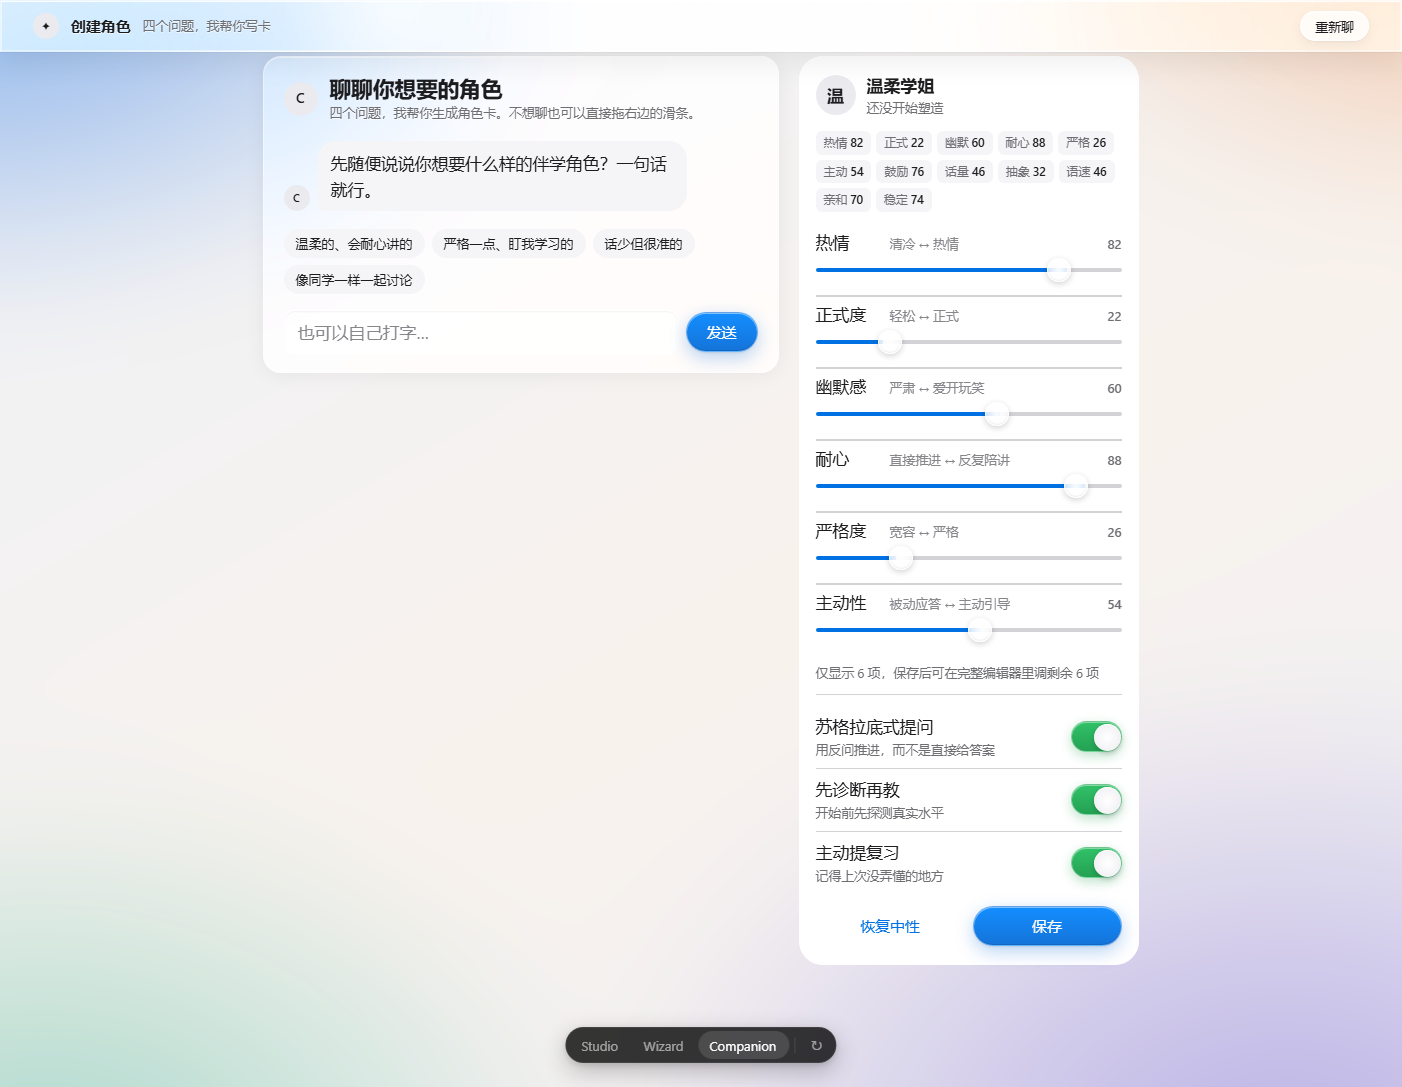 ✦ 创建角色 四个问题，我帮你写卡 重新聊
C 聊聊你想要的角色
四个问题，我帮你生成角色卡。不想聊也可以直接拖右边的滑条。
先随便说说你想要什么样的伴学角色？一句话
就行。
C
温柔的、会耐心讲的 严格一点、盯我学习的 话少但很准的
像同学一样一起讨论
也可以自己打字... 发送
温 温柔学姐
还没开始塑造
热情 82 正式 22 幽默 60 耐心 88 严格 26
主动 54 鼓励 76 话量 46 抽象 32 语速 46
亲和 70 稳定 74
热情 清冷 ↔ 热情 82
正式度 轻松 ↔ 正式 22
幽默感 严肃 ↔ 爱开玩笑 60
耐心 直接推进 ↔ 反复陪讲 88
严格度 宽容 ↔ 严格 26
主动性 被动应答 ↔ 主动引导 54
仅显示 6 项，保存后可在完整编辑器里调剩余 6 项
苏格拉底式提问
用反问推进，而不是直接给答案
先诊断再教
开始前先探测真实水平
主动提复习
记得上次没弄懂的地方
恢复中性 保存
Studio Wizard Companion ↻